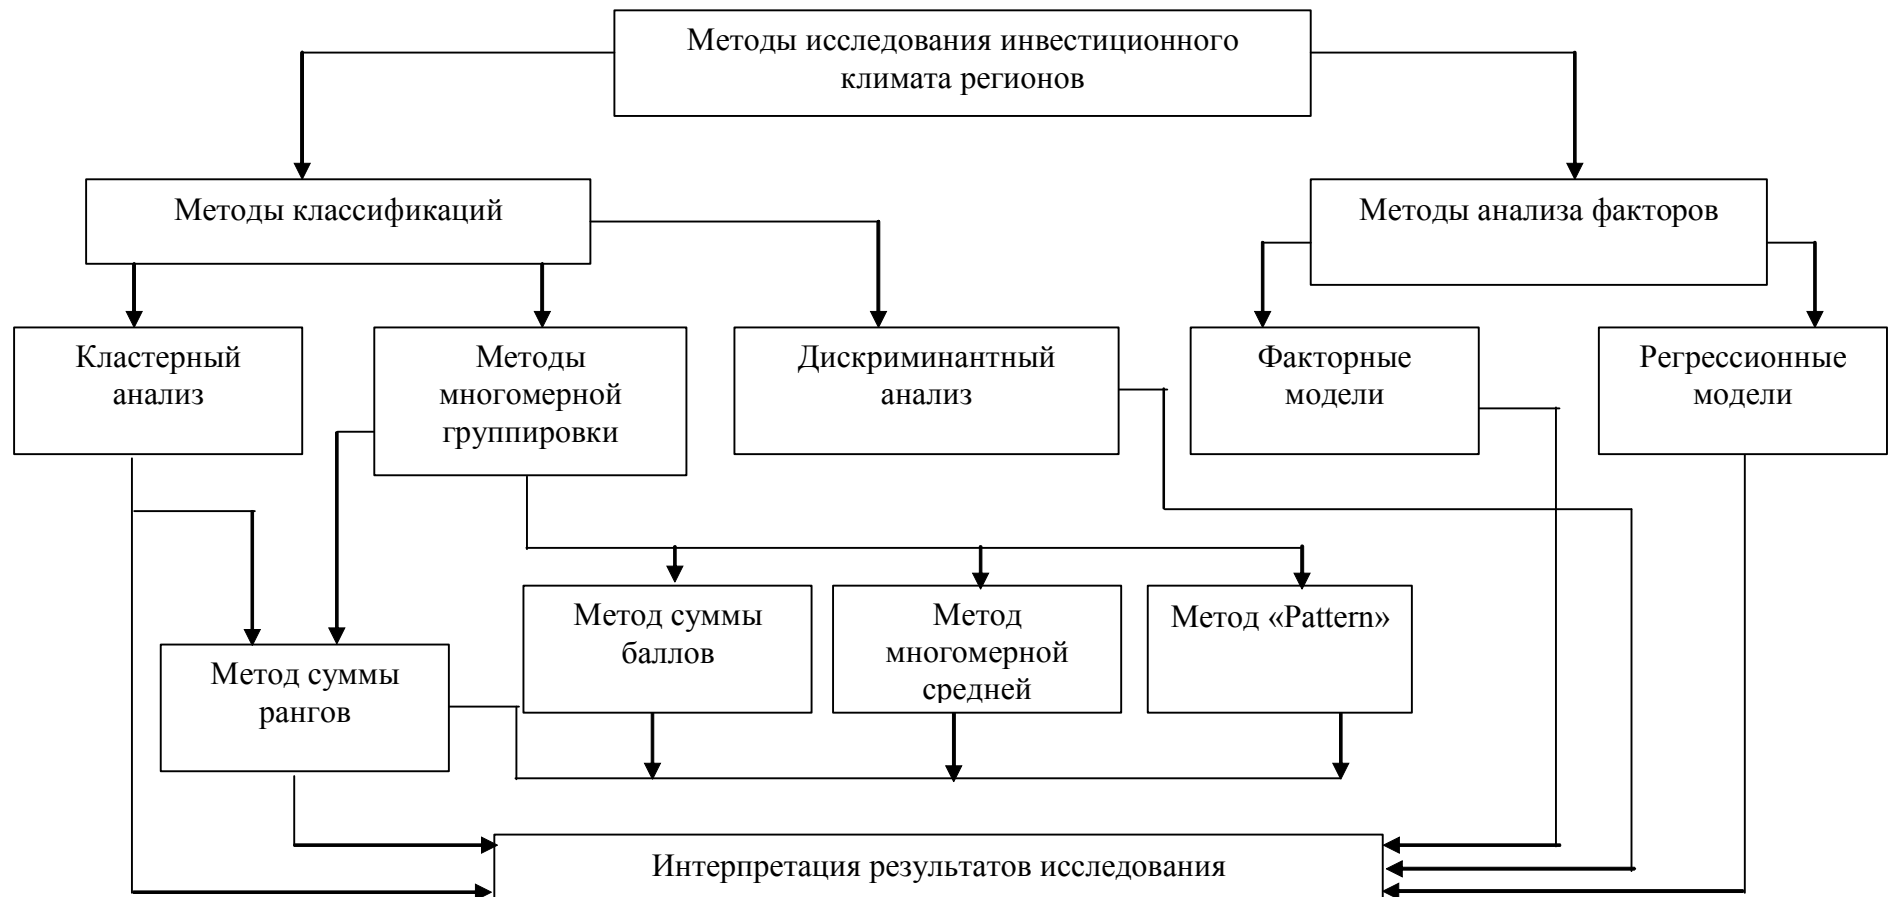 Методы исследования инвестиционного
климата регионов
Методы классификаций
Методы анализа факторов
Кластерный
анализ
Методы
многомерной
группировки
Дискриминантный
анализ
Факторные
модели
Регрессионные
модели
Метод суммы
баллов
Метод
многомерной
средней
Метод «Pattern»
Метод суммы
рангов
Интерпретация результатов исследования